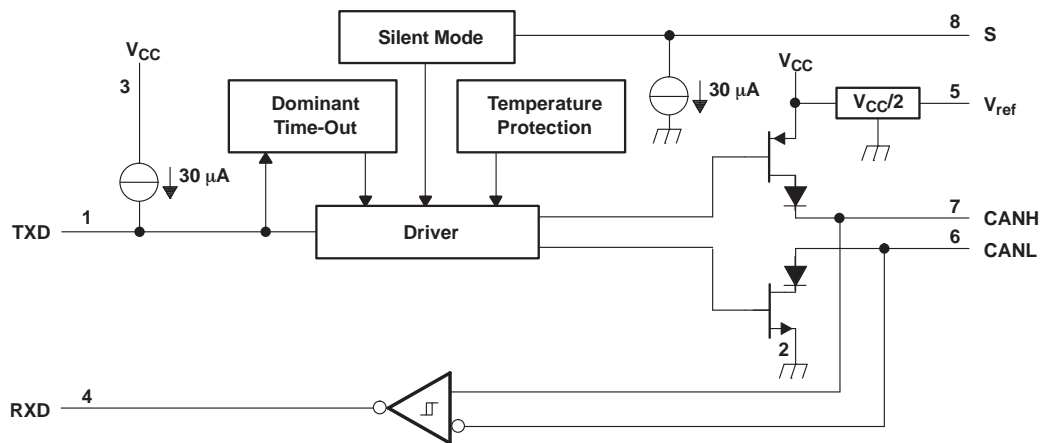 8
S
Silent Mode
VCC
3
VCC
Dominant
Time-Out
Temperature
Protection
30 µA
VCC/2
5
Vref
30 µA
1
TXD
Driver
7
CANH
6
CANL
2
4
RXD